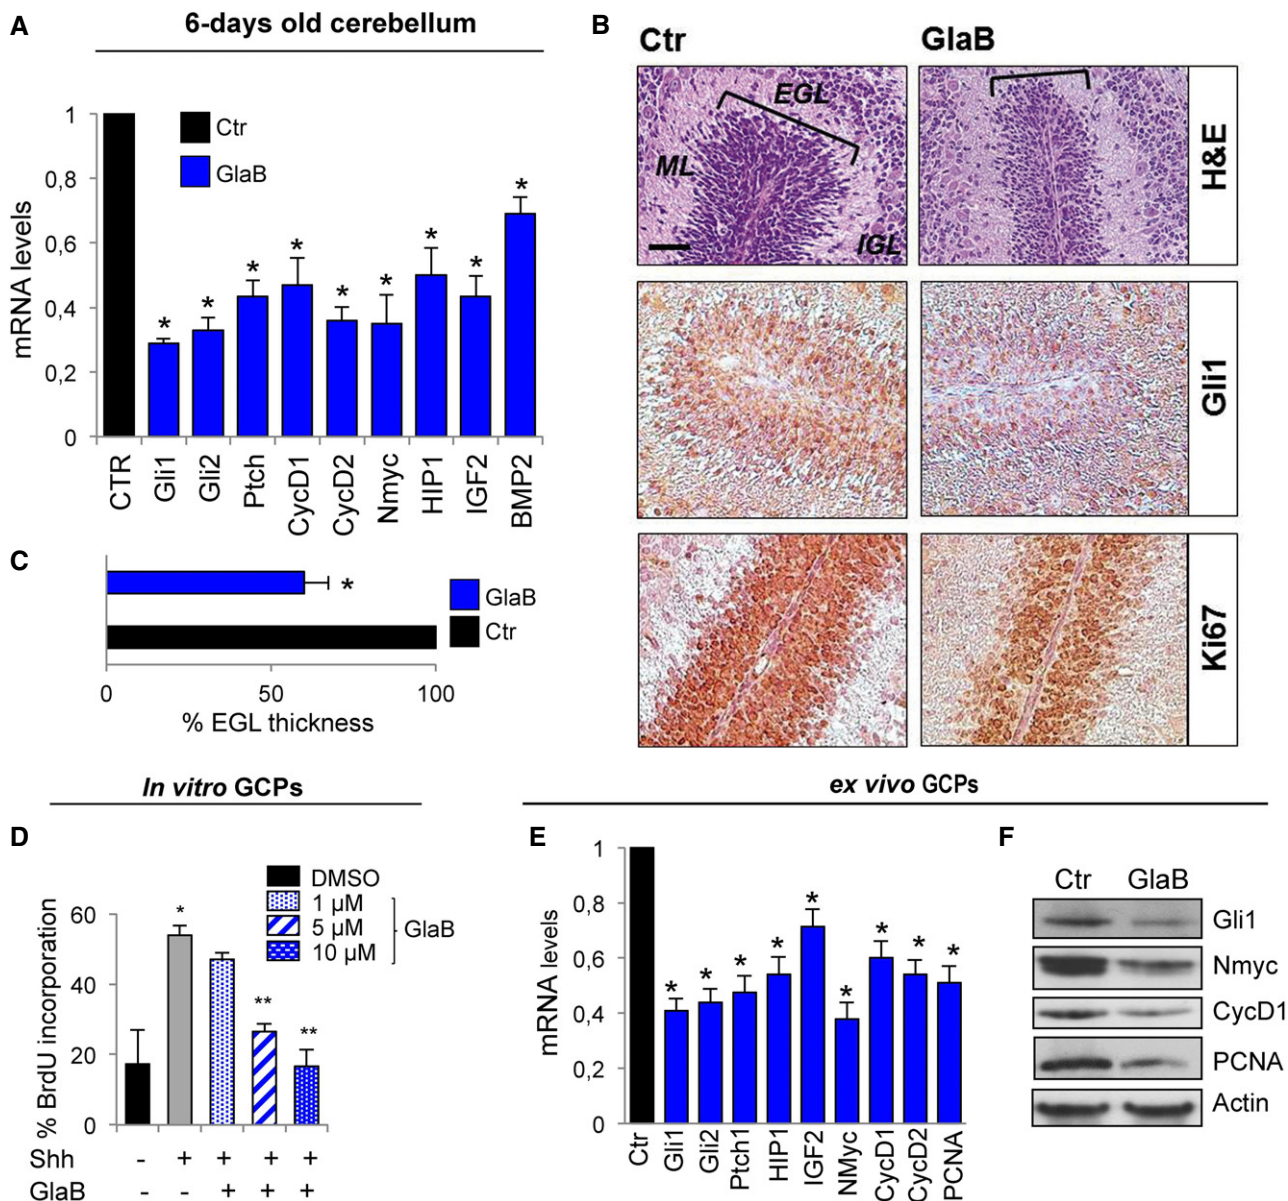 A
6-days old cerebellum
mRNA levels
1
0,8
0,6
0,4
0,2
0
Ctr
GlaB
*
*
*
*
*
*
*
*
*
CTR
Gli1
Gli2
Ptch
CycD1
CycD2
Nmyc
HIP1
IGF2
BMP2
B
Ctr
GlaB
EGL
ML
IGL
H&E
Gli1
Ki67
C
*
GlaB
Ctr
0
50
100
% EGL thickness
In vitro GCPs
D
% BrdU incorporation
60
40
20
0
DMSO
1 µM
5 µM
10 µM
GlaB
*
**
**
Shh - + + + +
GlaB - - + + +
ex vivo GCPs
E
mRNA levels
1
0,8
0,6
0,4
0,2
0
*
*
*
*
*
*
*
*
*
Ctr
Gli1
Gli2
Ptch1
HIP1
IGF2
NMyc
CycD1
CycD2
PCNA
F
Ctr GlaB
Gli1
Nmyc
CycD1
PCNA
Actin